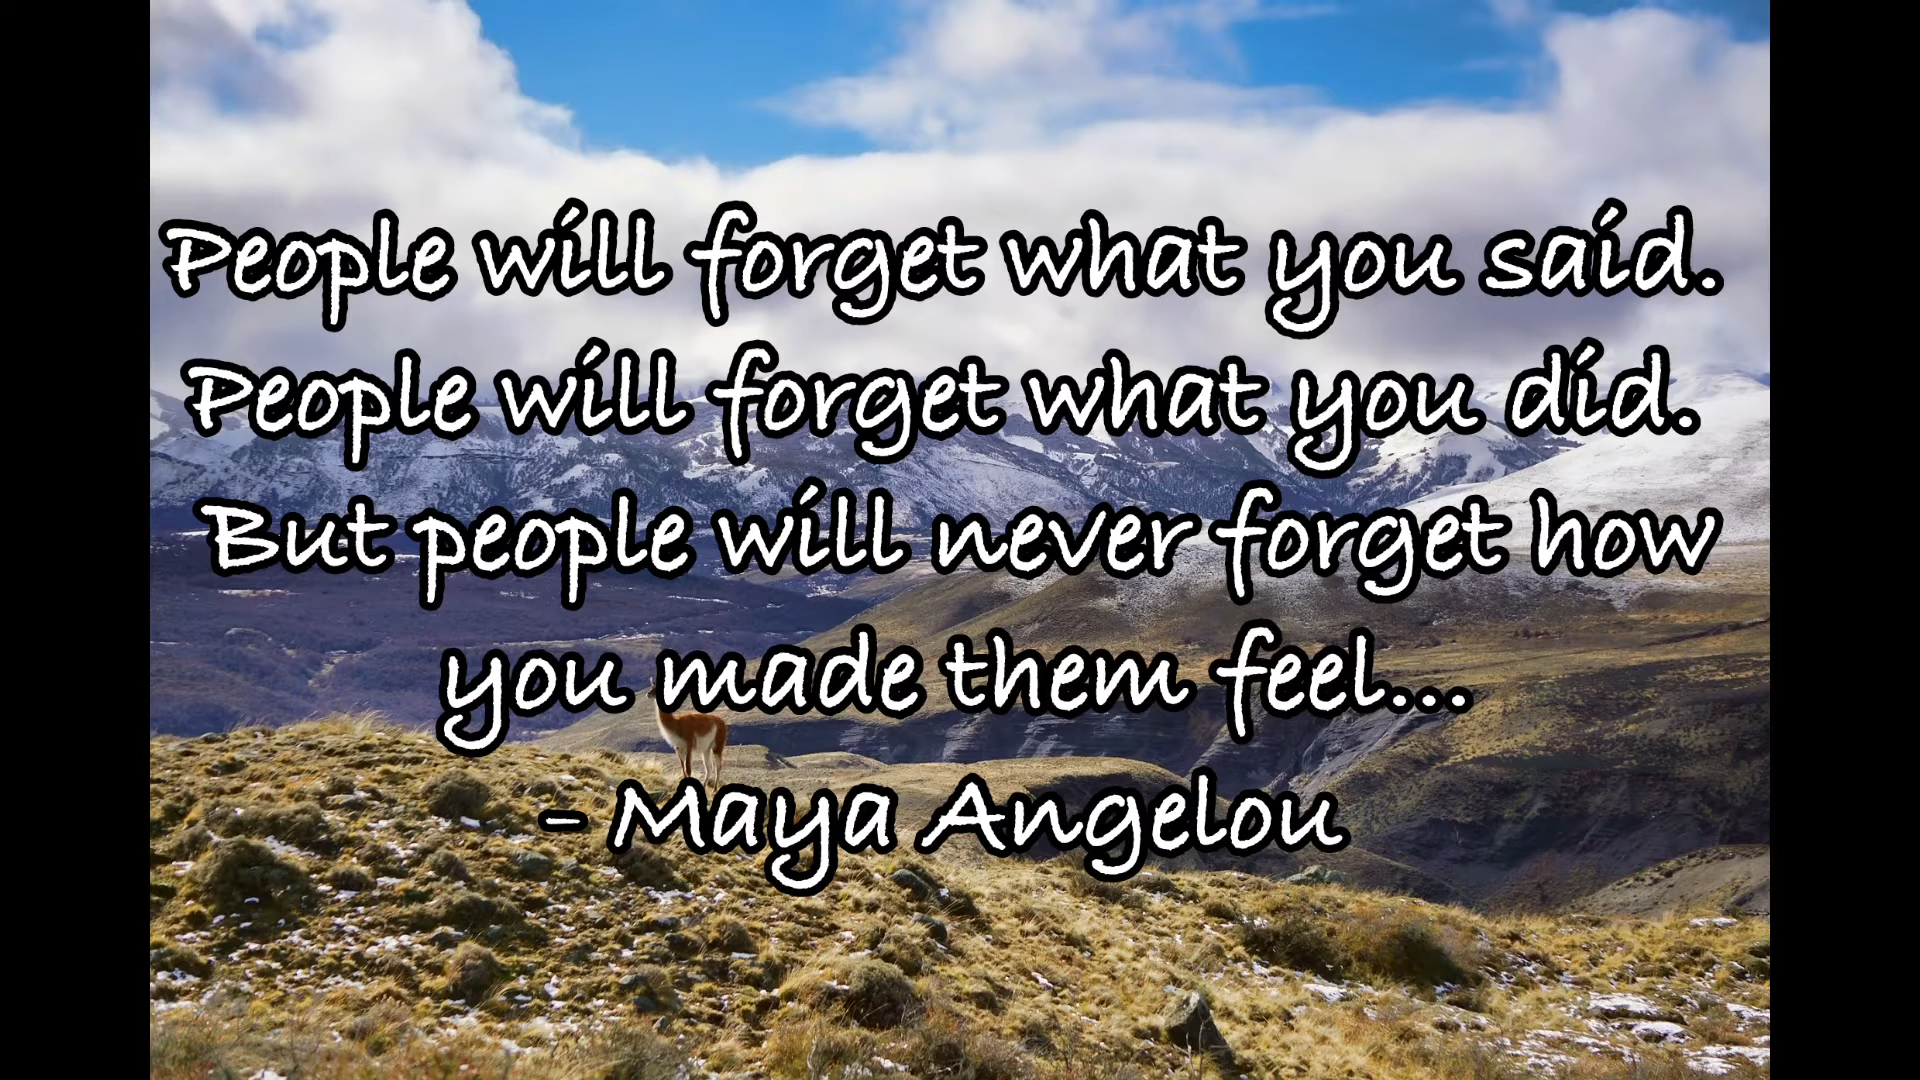 People will forget what you said.
People will forget what you did.
But people will never forget how
you made them feel...
- Maya Angelou